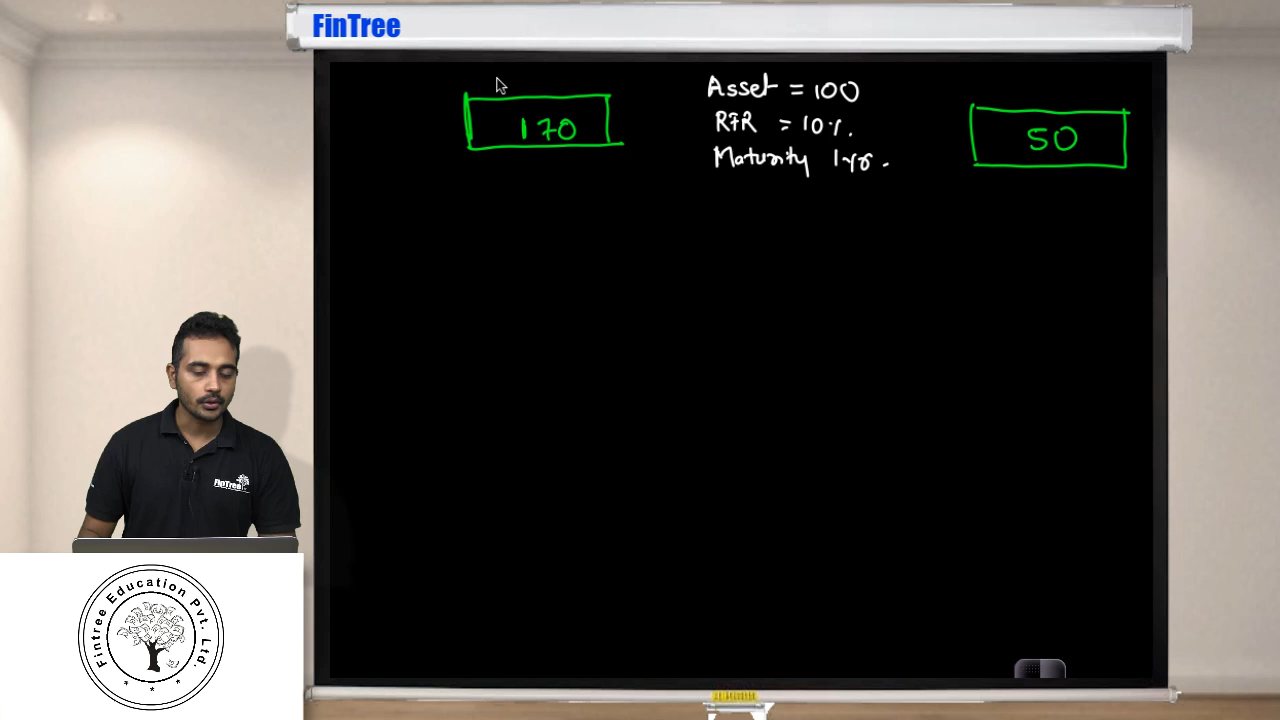 FinTree
Asset = 100
RFR = 10%.
Maturity 1yr.
170
50
FinTree
Fintree Education Pvt. Ltd.